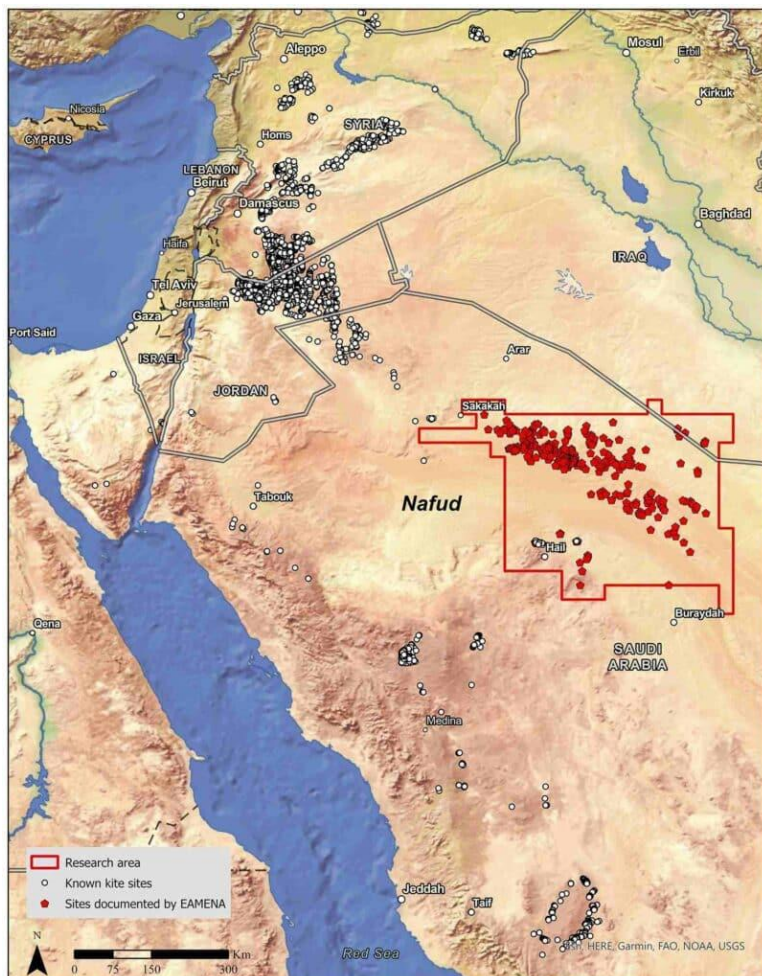 Aleppo
Mosul
Erbil
Nicosia
Kirkuk
CYPRUS
SYRIA
Homs
LEBANON
Beirut
Damascus
Baghdad
Haifa
IRAQ
Tel Aviv
Jerusalem
Gaza
Port Said
ISRAEL
Arar
JORDAN
Sakakah
Tabouk
Nafud
Hail
Qena
Buraydah
SAUDI
ARABIA
Medina
Research area
Known kite sites
Sites documented by EAMENA
Jeddah
Taif
N
Km
0 75 150 300
Red Sea
HERE, Garmin, FAO, NOAA, USGS